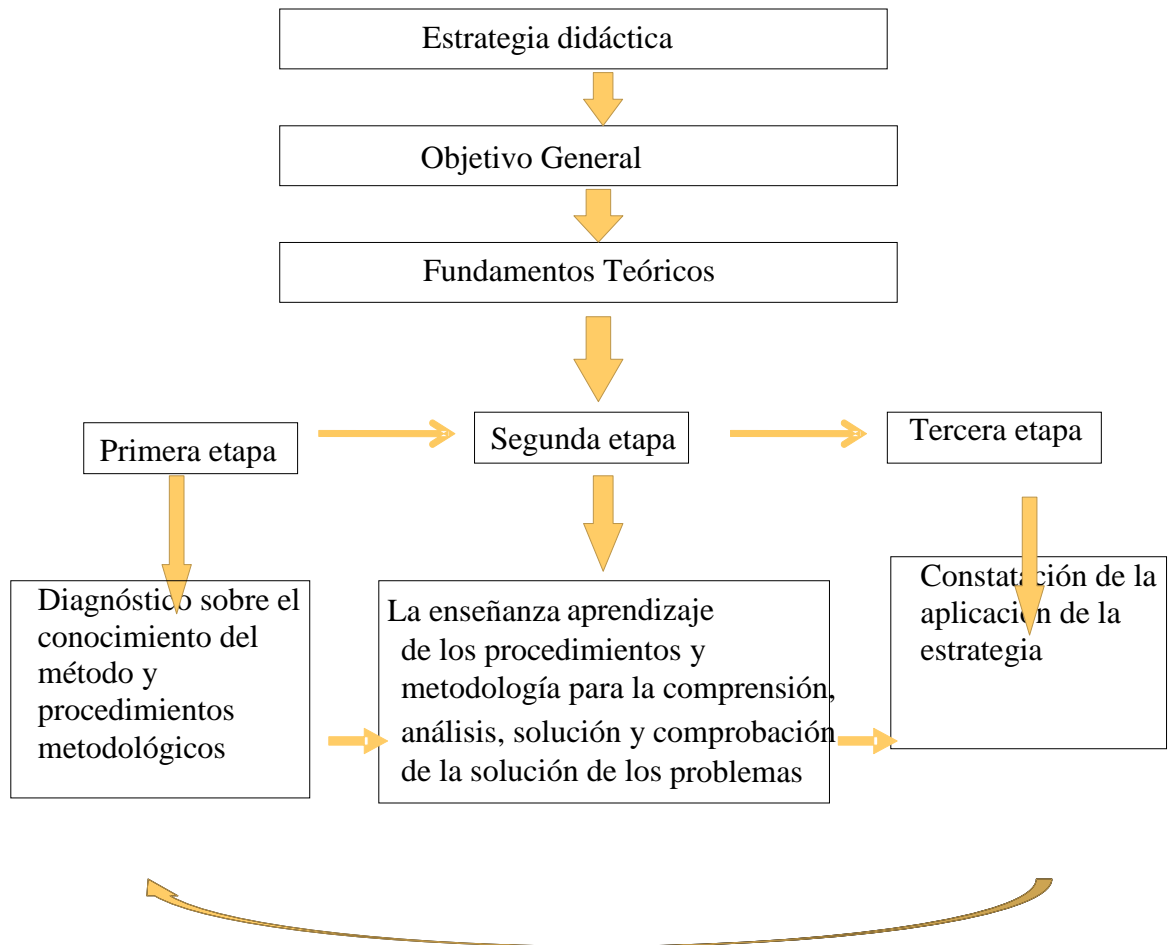 Estrategia didáctica
Objetivo General
Fundamentos Teóricos
Primera etapa
Segunda etapa
Tercera etapa
Diagnóstico sobre el
conocimiento del
método y
procedimientos
metodológicos
La enseñanza aprendizaje
de los procedimientos y
metodología para la comprensión,
análisis, solución y comprobación
de la solución de los problemas
Constatación de la
aplicación de la
estrategia